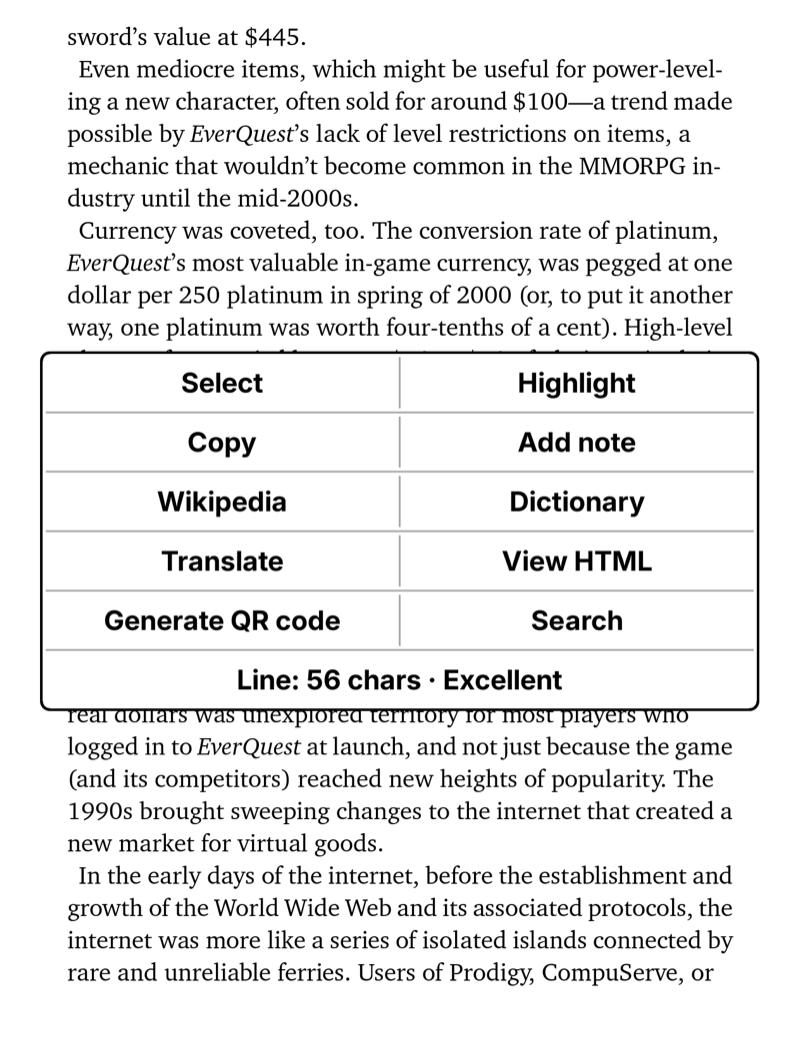 sword’s value at $445.
Even mediocre items, which might be useful for power-level-
ing a new character, often sold for around $100—a trend made
possible by EverQuest’s lack of level restrictions on items, a
mechanic that wouldn’t become common in the MMORPG in-
dustry until the mid-2000s.
Currency was coveted, too. The conversion rate of platinum,
EverQuest’s most valuable in-game currency, was pegged at one
dollar per 250 platinum in spring of 2000 (or, to put it another
way, one platinum was worth four-tenths of a cent). High-level
Select Highlight
Copy Add note
Wikipedia Dictionary
Translate View HTML
Generate QR code Search
Line: 56 chars · Excellent
real dollars was unexplored territory for most players who
logged in to EverQuest at launch, and not just because the game
(and its competitors) reached new heights of popularity. The
1990s brought sweeping changes to the internet that created a
new market for virtual goods.
In the early days of the internet, before the establishment and
growth of the World Wide Web and its associated protocols, the
internet was more like a series of isolated islands connected by
rare and unreliable ferries. Users of Prodigy, CompuServe, or